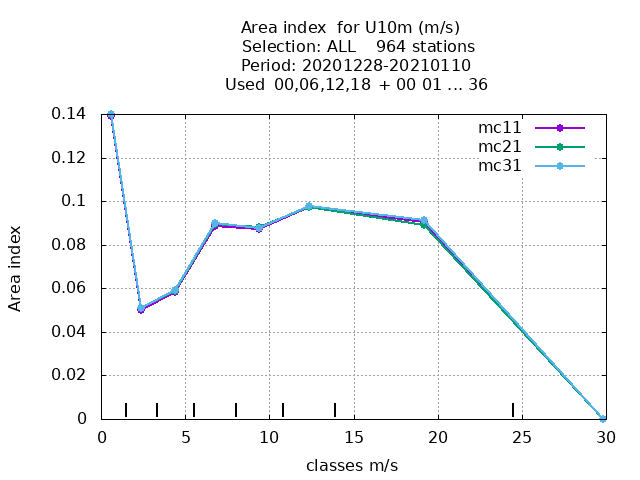 Area index  for U10m (m/s)
Selection: ALL    964 stations
Period: 20201228-20210110
Used  00,06,12,18  + 00 01 ... 36
mc11
mc21
mc31
Area index
0.14
0.12
0.1
0.08
0.06
0.04
0.02
0
0 5 10 15 20 25 30
classes m/s